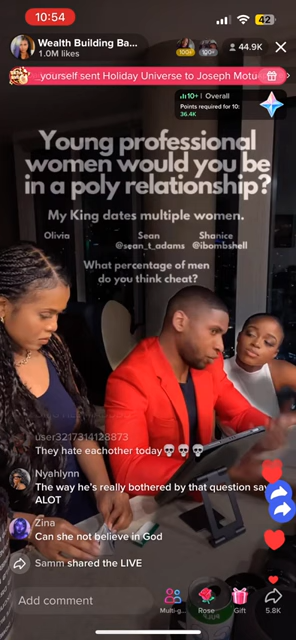 10:54
42
Wealth Building Ba...
1.0M likes
100+
44.9K
yourself sent Holiday Universe to Joseph Motu
10+ | Overall
Points required for 10:
36.4K
Young professional
women would you be
in a poly relationship?
My King dates multiple women.
Olivia Sean Shanice
@sean_t_adams @ibombshell
What percentage of men
do you think cheat?
user3217314128873
They hate eachother today💀💀💀
Nyahlynn
The way he's really bothered by that question say
ALOT
Zina
Can she not believe in God
Samm shared the LIVE
Add comment
Multi-g...
Rose
Gift
5.8K